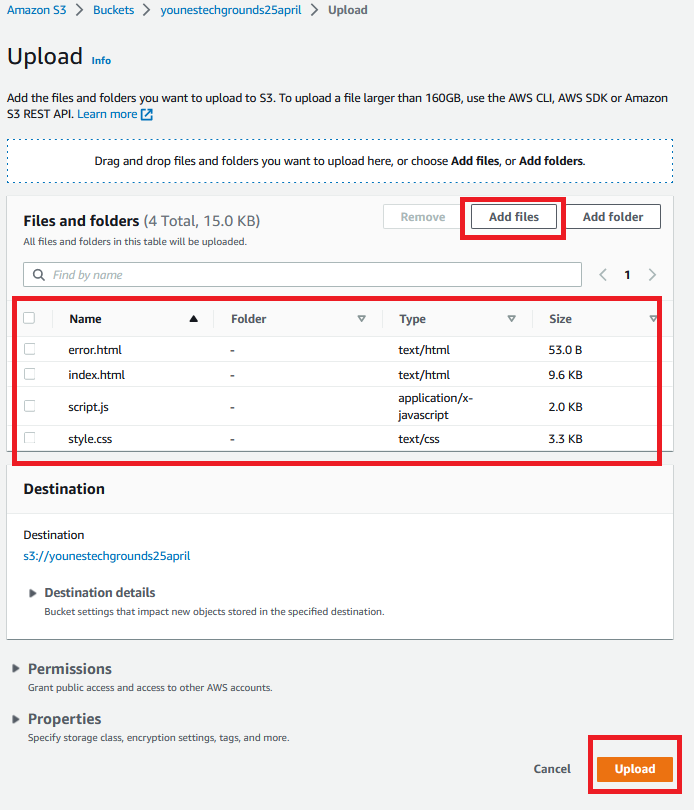 Amazon S3 > Buckets > younestechgrounds25april > Upload
Upload Info
Add the files and folders you want to upload to S3. To upload a file larger than 160GB, use the AWS CLI, AWS SDK or Amazon
S3 REST API. Learn more
Drag and drop files and folders you want to upload here, or choose Add files, or Add folders.
Files and folders (4 Total, 15.0 KB)
Remove Add files Add folder
All files and folders in this table will be uploaded.
Find by name < 1 >
Name Folder Type Size
error.html - text/html 53.0 B
index.html - text/html 9.6 KB
script.js - application/x-
javascript 2.0 KB
style.css - text/css 3.3 KB
Destination
Destination
s3://younestechgrounds25april
Destination details
Bucket settings that impact new objects stored in the specified destination.
Permissions
Grant public access and access to other AWS accounts.
Properties
Specify storage class, encryption settings, tags, and more.
Cancel Upload